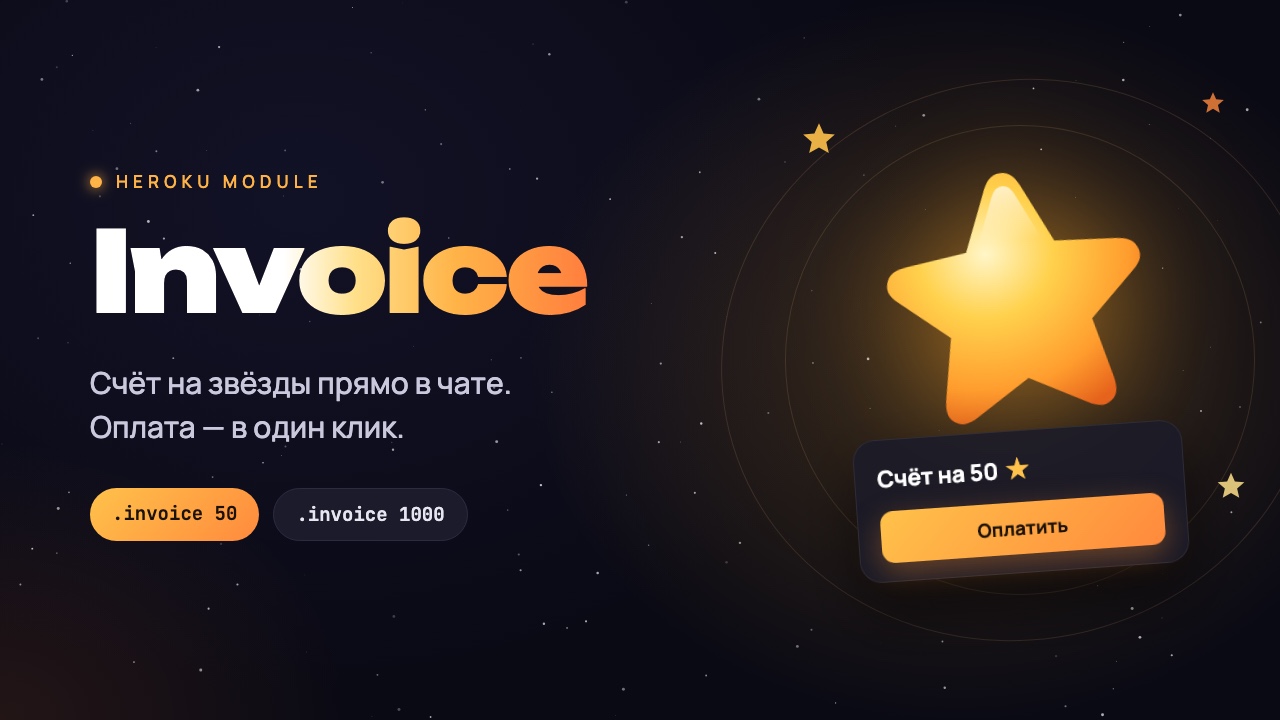 HEROKU MODULE
Invoice
Счёт на звёзды прямо в чате.
Оплата — в один клик.
.invoice 50
.invoice 1000
Счёт на 50
Оплатить